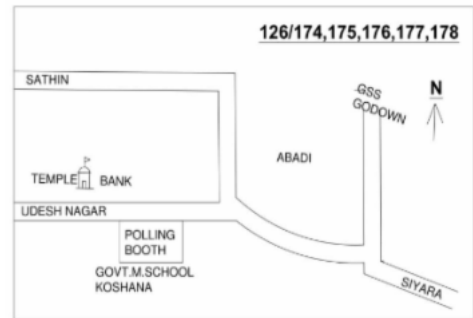 126/174,175,176,177,178
SATHIN
GSS
GODOWN
N
ABADI
TEMPLE BANK
UDESH NAGAR
POLLING
BOOTH
GOVT.M.SCHOOL
KOSHANA
SIYARA